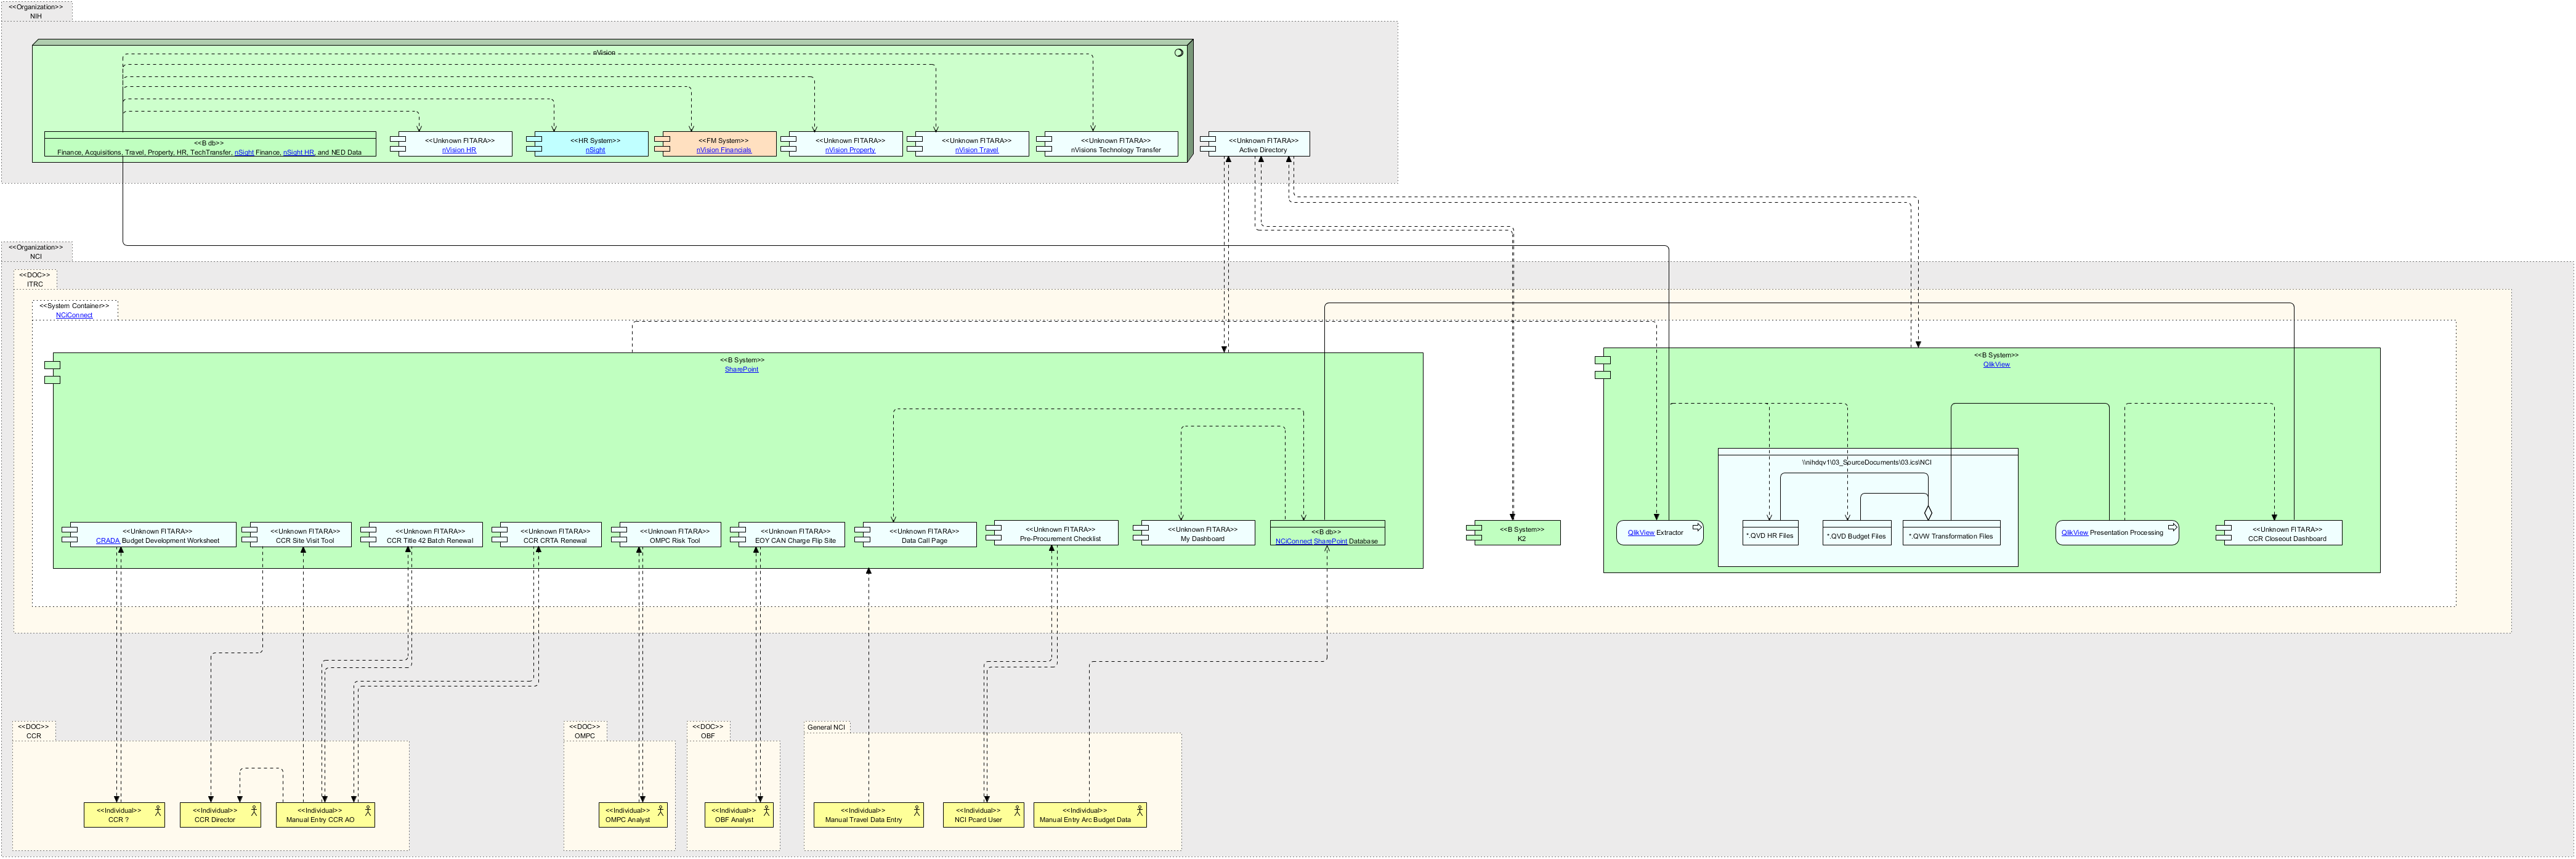 <<Organization>>
NIH
nVision
<<B db>>
Finance, Acquisitions, Travel, Property, HR, TechTransfer, nSight Finance, nSight HR, and NED Data
<<Unknown FITARA>>
nVision HR
<<HR System>>
nSight
<<FM System>>
nVision Financials
<<Unknown FITARA>>
nVision Property
<<Unknown FITARA>>
nVision Travel
<<Unknown FITARA>>
nVisions Technology Transfer
<<Unknown FITARA>>
Active Directory
<<Organization>>
NCI
<<DOC>>
ITRC
<<System Container>>
NCiConnect
<<B System>>
SharePoint
<<B System>>
QlikView
\\nihdqv1\03_SourceDocuments\03.ics\NCI
<<Unknown FITARA>>
CRADA Budget Development Worksheet
<<Unknown FITARA>>
CCR Site Visit Tool
<<Unknown FITARA>>
CCR Title 42 Batch Renewal
<<Unknown FITARA>>
CCR CRTA Renewal
<<Unknown FITARA>>
OMPC Risk Tool
<<Unknown FITARA>>
EOY CAN Charge Flip Site
<<Unknown FITARA>>
Data Call Page
<<Unknown FITARA>>
Pre-Procurement Checklist
<<Unknown FITARA>>
My Dashboard
<<B db>>
NCiConnect SharePoint Database
<<B System>>
K2
QlikView Extractor
*.QVD HR Files
*.QVD Budget Files
*.QVW Transformation Files
QlikView Presentation Processing
<<Unknown FITARA>>
CCR Closeout Dashboard
<<DOC>>
CCR
<<DOC>>
OMPC
<<DOC>>
OBF
General NCI
<<Individual>>
CCR ?
<<Individual>>
CCR Director
<<Individual>>
Manual Entry CCR AO
<<Individual>>
OMPC Analyst
<<Individual>>
OBF Analyst
<<Individual>>
Manual Travel Data Entry
<<Individual>>
NCI Pcard User
<<Individual>>
Manual Entry Arc Budget Data